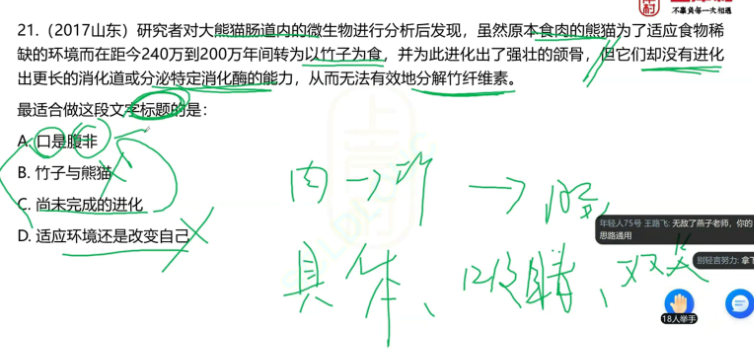 不辜负每一次相遇
21.（2017山东）研究者对大熊猫肠道内的微生物进行分析后发现，虽然原本食肉的熊猫为了适应食物稀
缺的环境而在距今240万到200万年间转为以竹子为食，并为此进化出了强壮的颌骨，但它们却没有进化
出更长的消化道或分泌特定消化酶的能力，从而无法有效地分解竹纤维素。
最适合做这段文字标题的是：
A. 口是腹非
B. 竹子与熊猫
C. 尚未完成的进化
D. 适应环境还是改变自己
肉→竹
具体、
年轻人75号 王路飞: 无敌了燕子老师，你的
思路通用
别轻言努力: 拿下
18人举手